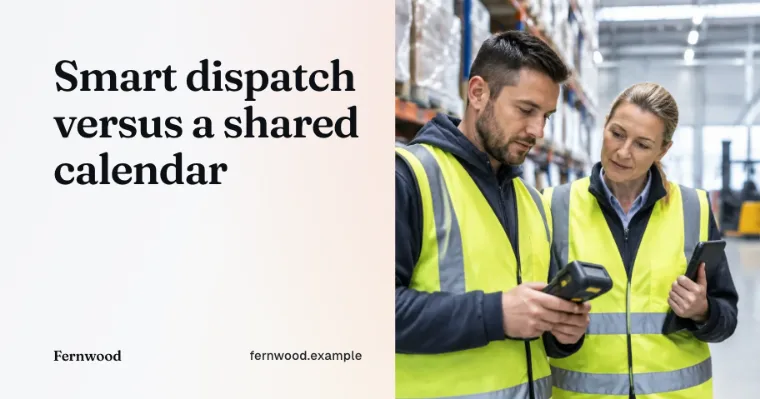 Smart dispatch
versus a shared
calendar
Fernwood
fernwood.example